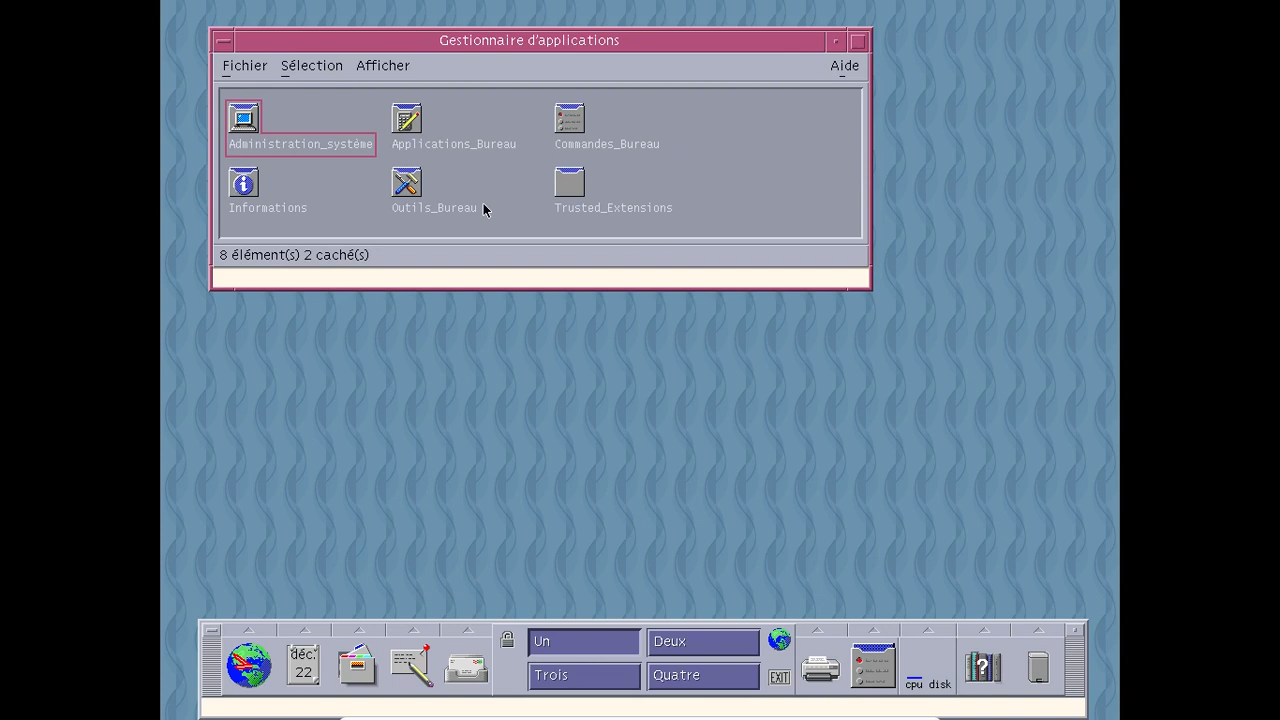 Gestionnaire d'applications
Fichier Sélection Afficher Aide
Administration_système Applications_Bureau Commandes_Bureau
Informations Outils_Bureau Trusted_Extensions
8 élément(s) 2 caché(s)
déc. 22
Un Deux
Trois Quatre
EXIT
cpu disk